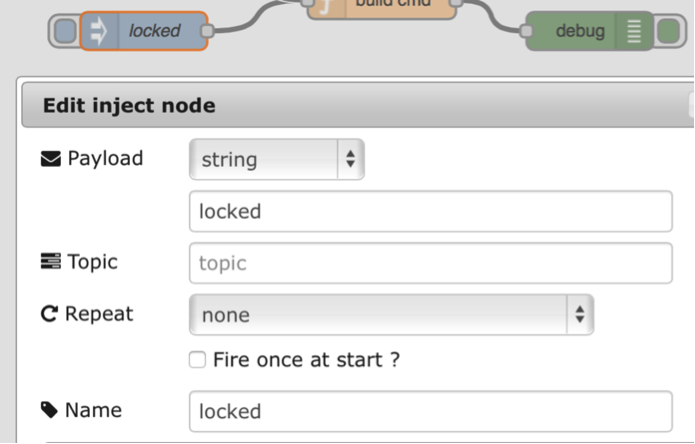 build cmd
locked
debug
Edit inject node
Payload
string
locked
Topic
topic
Repeat
none
Fire once at start ?
Name
locked